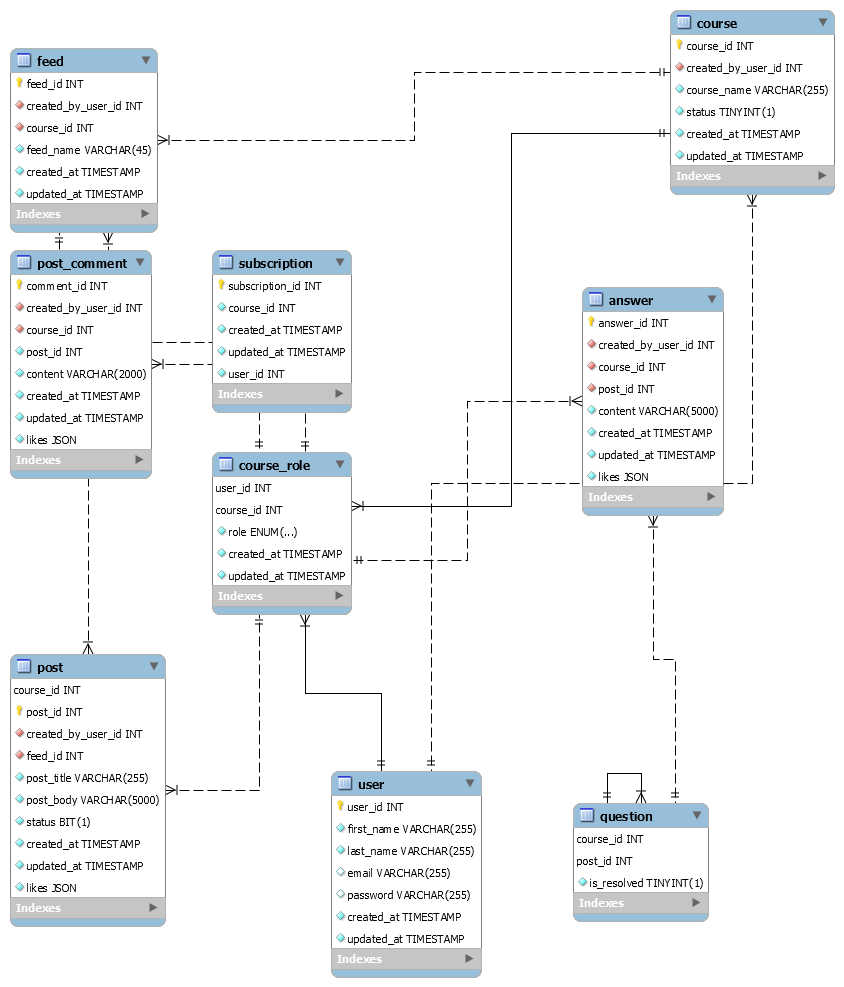 course
course_id INT
created_by_user_id INT
course_name VARCHAR(255)
status TINYINT(1)
created_at TIMESTAMP
updated_at TIMESTAMP
Indexes
feed
feed_id INT
created_by_user_id INT
course_id INT
feed_name VARCHAR(45)
created_at TIMESTAMP
updated_at TIMESTAMP
Indexes
post_comment
comment_id INT
created_by_user_id INT
course_id INT
post_id INT
content VARCHAR(2000)
created_at TIMESTAMP
updated_at TIMESTAMP
likes JSON
Indexes
subscription
subscription_id INT
course_id INT
created_at TIMESTAMP
updated_at TIMESTAMP
user_id INT
Indexes
answer
answer_id INT
created_by_user_id INT
course_id INT
post_id INT
content VARCHAR(5000)
created_at TIMESTAMP
updated_at TIMESTAMP
likes JSON
Indexes
course_role
user_id INT
course_id INT
role ENUM(...)
created_at TIMESTAMP
updated_at TIMESTAMP
Indexes
post
course_id INT
post_id INT
created_by_user_id INT
feed_id INT
post_title VARCHAR(255)
post_body VARCHAR(5000)
status BIT(1)
created_at TIMESTAMP
updated_at TIMESTAMP
likes JSON
Indexes
user
user_id INT
first_name VARCHAR(255)
last_name VARCHAR(255)
email VARCHAR(255)
password VARCHAR(255)
created_at TIMESTAMP
updated_at TIMESTAMP
Indexes
question
course_id INT
post_id INT
is_resolved TINYINT(1)
Indexes